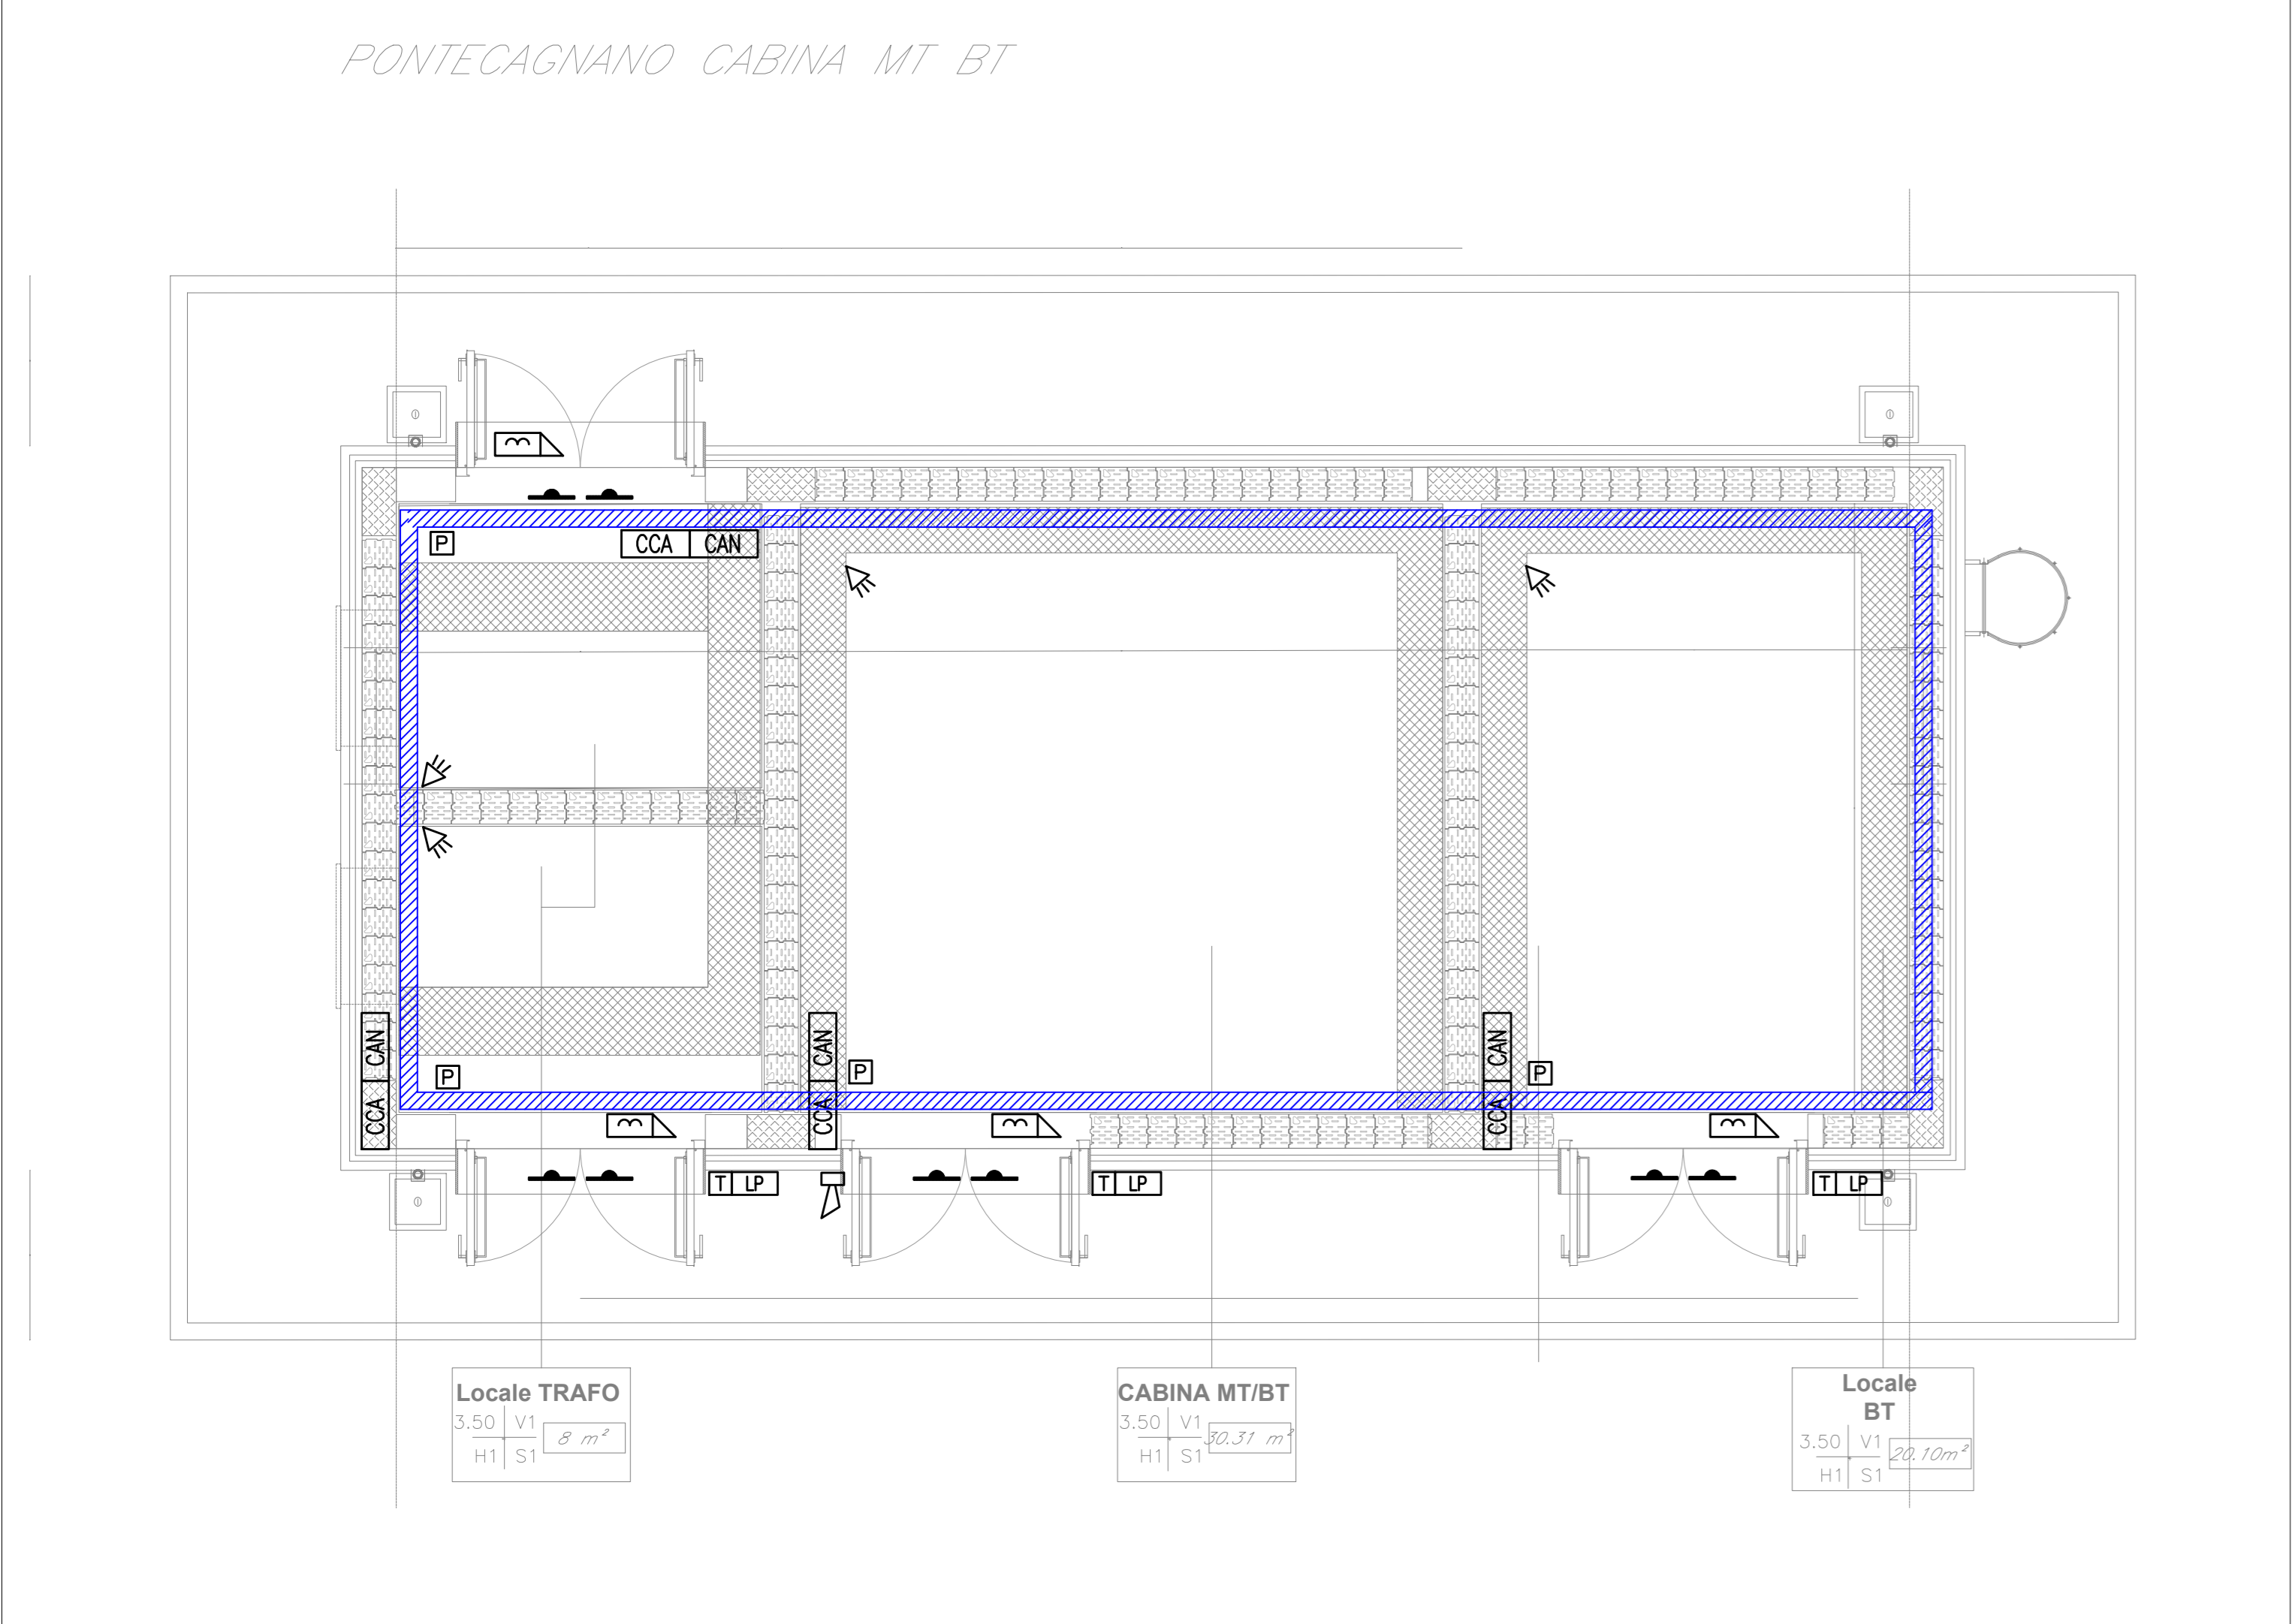 PONTECAGNANO CABINA MT BT
P
CCA CAN
CCA CAN
CCA CAN
CCA CAN
P
P
P
T LP
T LP
T LP
Locale TRAFO
3.50 V1
8 m²
H1 S1
CABINA MT/BT
3.50 V1
30.31 m²
H1 S1
Locale
BT
3.50 V1
20.10m²
H1 S1